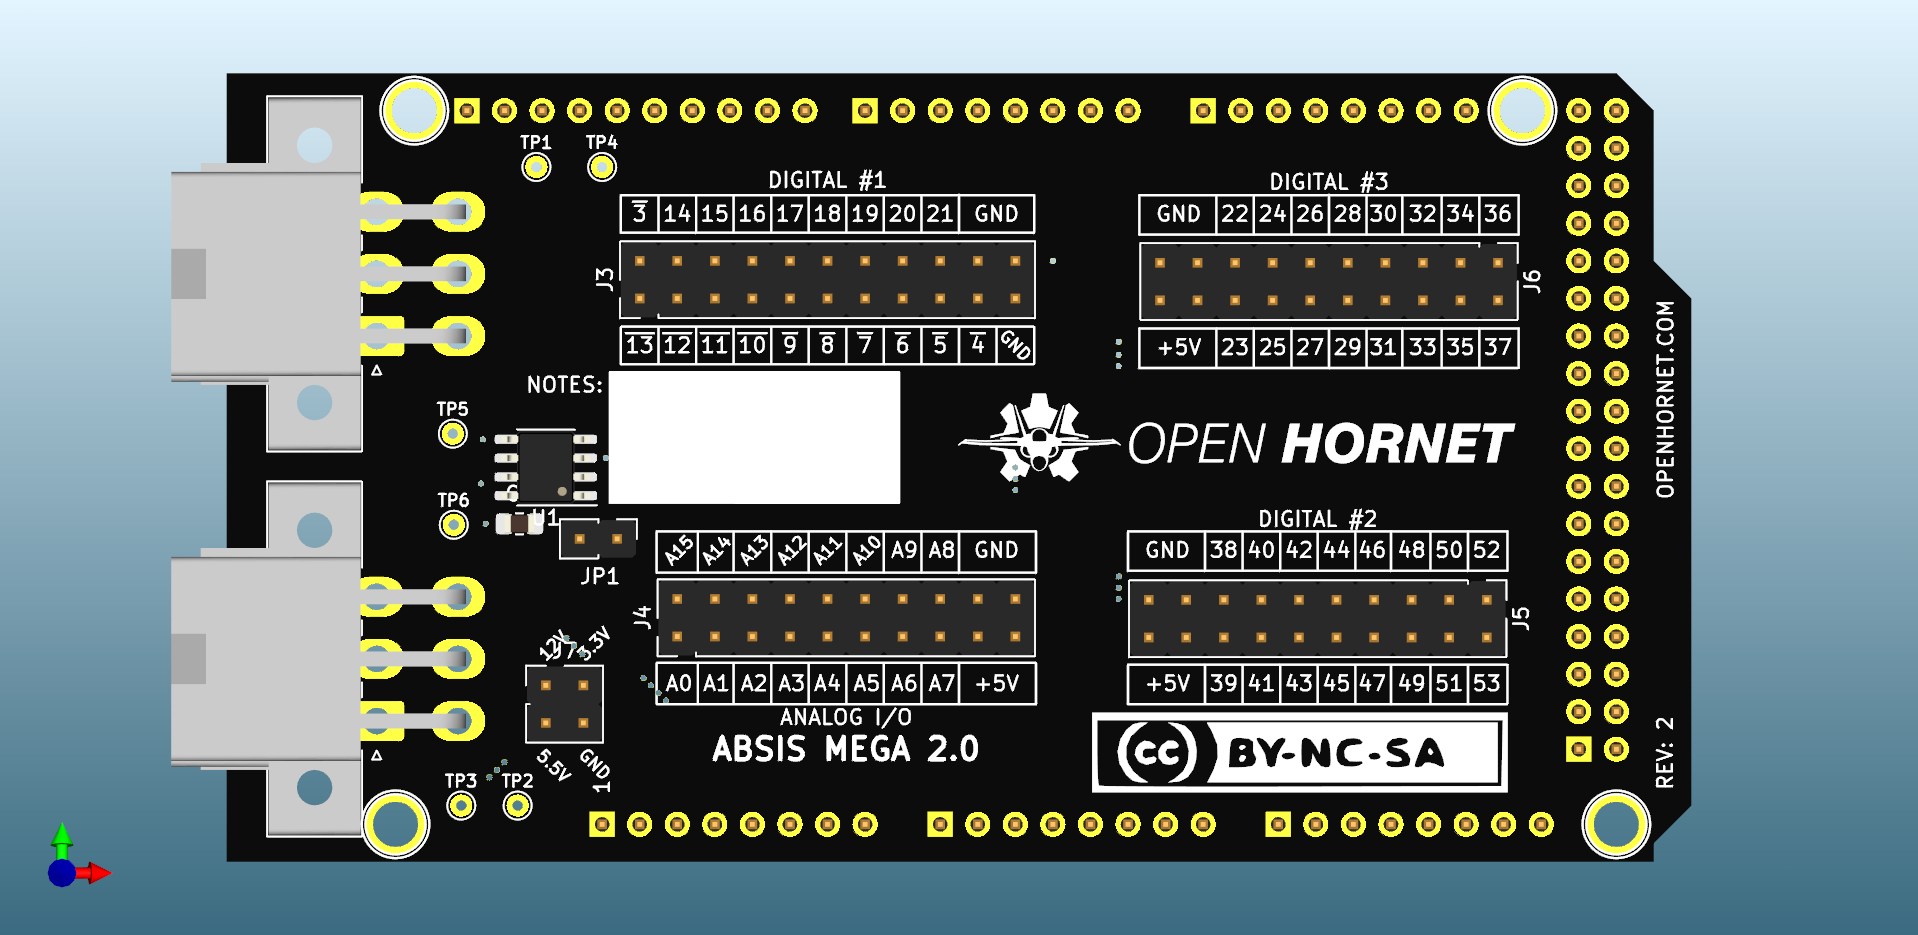 TP1 TP4
DIGITAL #1
DIGITAL #3
3 14 15 16 17 18 19 20 21 GND
GND 22 24 26 28 30 32 34 36
J3
J6
13 12 11 10 9 8 7 6 5 4 GND
+5V 23 25 27 29 31 33 35 37
NOTES:
TP5
OPEN HORNET
OPENHORNET.COM
TP6
U1
JP1
DIGITAL #2
A15 A14 A13 A12 A11 A10 A9 A8 GND
GND 38 40 42 44 46 48 50 52
J4
J5
12V 3.3V
A0 A1 A2 A3 A4 A5 A6 A7 +5V
+5V 39 41 43 45 47 49 51 53
ANALOG I/O
ABSIS MEGA 2.0
cc BY-NC-SA
REV: 2
5.5V GND
1
TP3 TP2